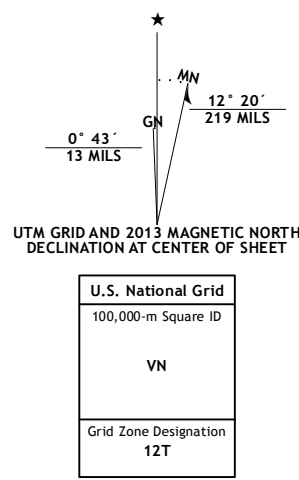 ★
MN
GN
0° 43´
13 MILS
12° 20´
219 MILS
UTM GRID AND 2013 MAGNETIC NORTH
DECLINATION AT CENTER OF SHEET
U.S. National Grid
100,000-m Square ID
VN
Grid Zone Designation
12T